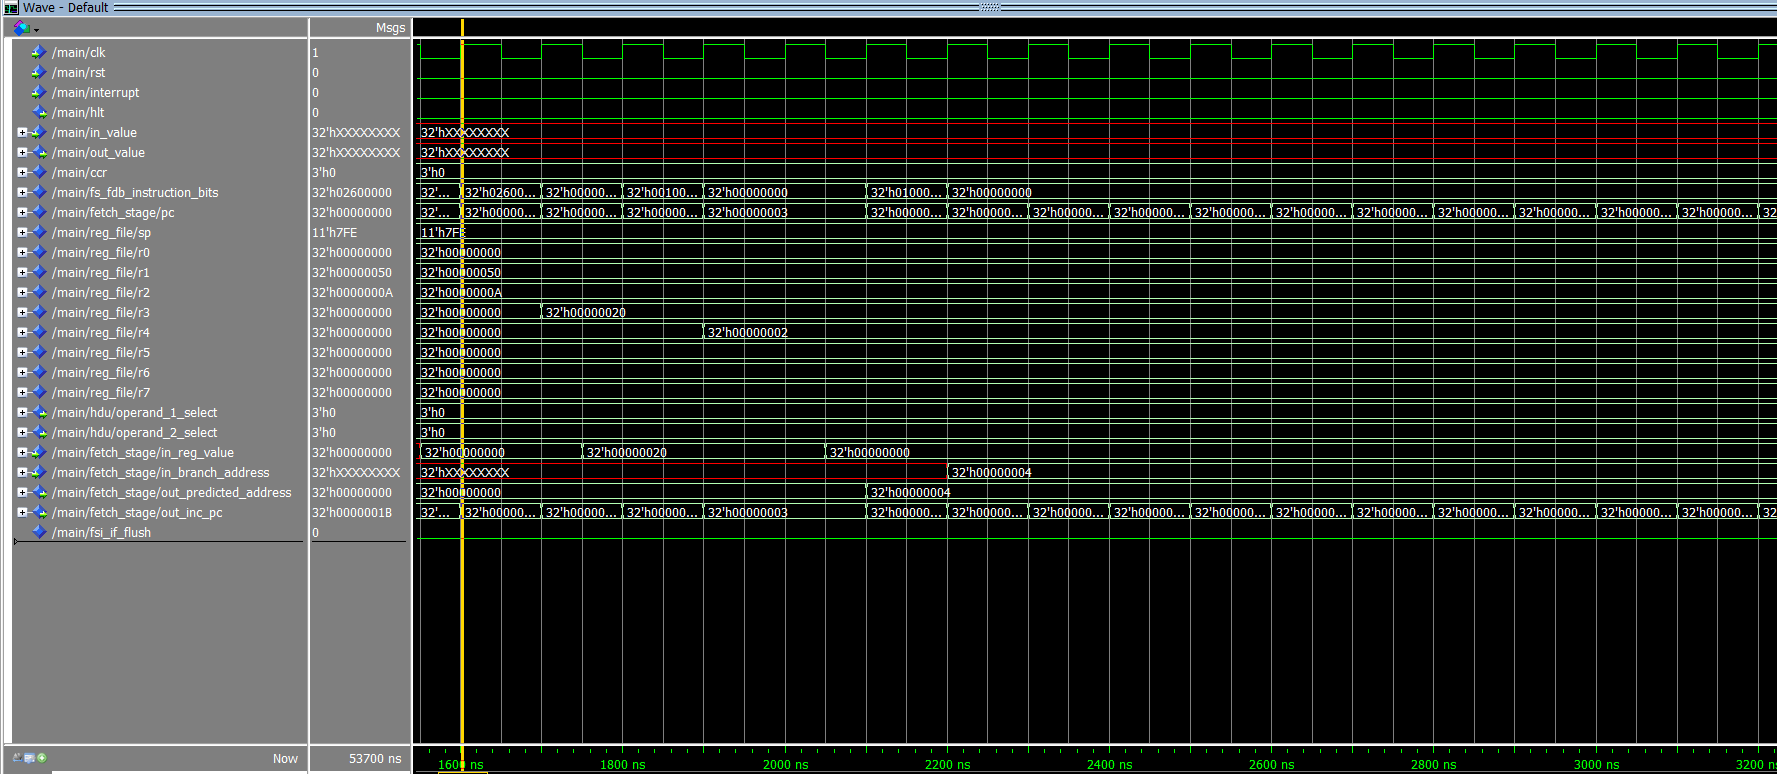 Wave - Default
Msgs
/main/clk 1
/main/rst 0
/main/interrupt 0
/main/hlt 0
/main/in_value 32'hXXXXXXXX 32'hXXXXXXXX
/main/out_value 32'hXXXXXXXX 32'hXXXXXXXX
/main/ccr 3'h0 3'h0
/main/fs_fdb_instruction_bits 32'h02600000 32'... 32'h02600... 32'h00000... 32'h00100... 32'h00000000 32'h01000... 32'h00000000
/main/fetch_stage/pc 32'h00000000 32'... 32'h00000... 32'h00000... 32'h00000... 32'h00000003 32'h00000... 32'h00000... 32'h00000... 32'h00000... 32'h00000... 32'h00000... 32'h00000... 32'h00000... 32'h00000... 32'h00000... 32'h00000... 32
/main/reg_file/sp 11'h7FE 11'h7FE
/main/reg_file/r0 32'h00000000 32'h00000000
/main/reg_file/r1 32'h00000050 32'h00000050
/main/reg_file/r2 32'h0000000A 32'h0000000A
/main/reg_file/r3 32'h00000000 32'h00000000 32'h00000020
/main/reg_file/r4 32'h00000000 32'h00000000 32'h00000002
/main/reg_file/r5 32'h00000000 32'h00000000
/main/reg_file/r6 32'h00000000 32'h00000000
/main/reg_file/r7 32'h00000000 32'h00000000
/main/hdu/operand_1_select 3'h0 3'h0
/main/hdu/operand_2_select 3'h0 3'h0
/main/fetch_stage/in_reg_value 32'h00000000 32'h00000000 32'h00000020 32'h00000000
/main/fetch_stage/in_branch_address 32'hXXXXXXXX 32'hXXXXXXXX 32'h00000004
/main/fetch_stage/out_predicted_address 32'h00000000 32'h00000000 32'h00000004
/main/fetch_stage/out_inc_pc 32'h0000001B 32'... 32'h00000... 32'h00000... 32'h00000... 32'h00000003 32'h00000... 32'h00000... 32'h00000... 32'h00000... 32'h00000... 32'h00000... 32'h00000... 32'h00000... 32'h00000... 32'h00000... 32'h00000... 32
/main/fsi_if_flush 0
Now 53700 ns 1600 ns 1800 ns 2000 ns 2200 ns 2400 ns 2600 ns 2800 ns 3000 ns 3200 ns